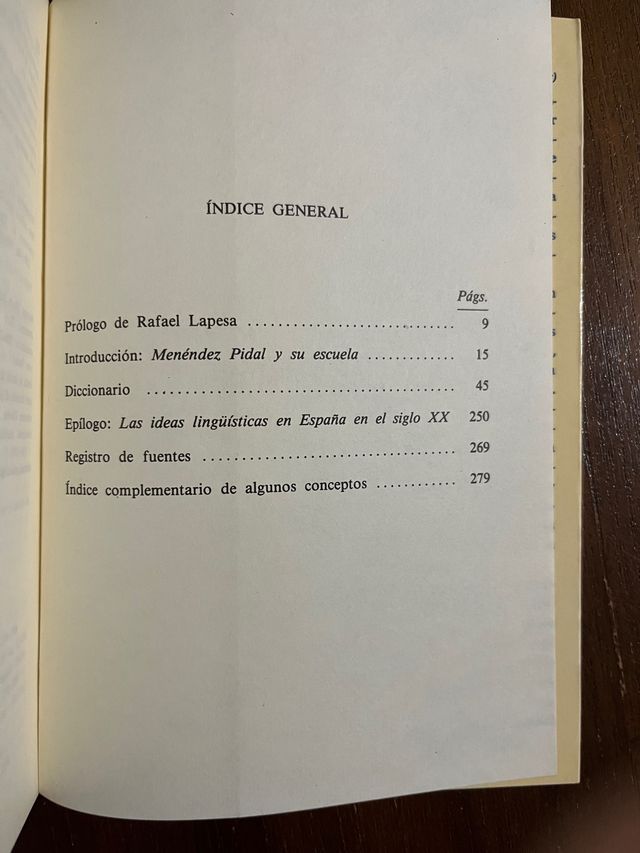 ÍNDICE GENERAL
Págs.
Prólogo de Rafael Lapesa ........................... 9
Introducción: Menéndez Pidal y su escuela ............ 15
Diccionario ........................................ 45
Epílogo: Las ideas lingüísticas en España en el siglo XX 250
Registro de fuentes ................................. 269
Índice complementario de algunos conceptos ........... 279